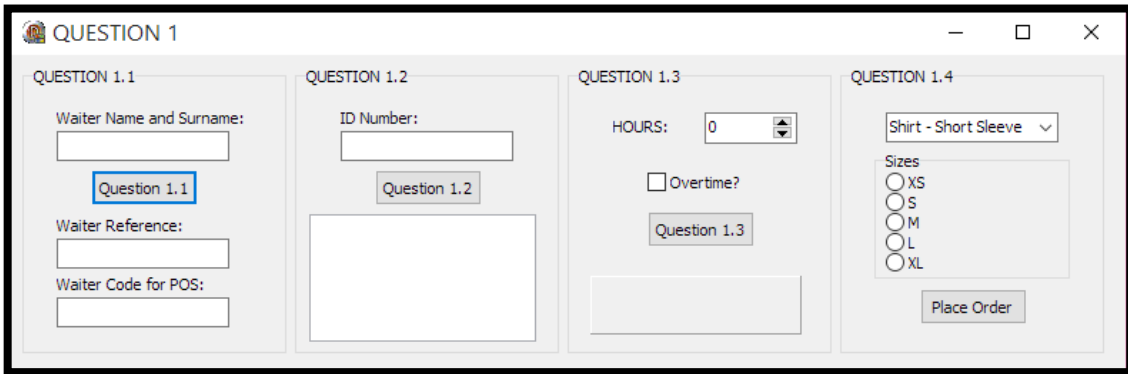 QUESTION 1
QUESTION 1.1
Waiter Name and Surname:
Question 1.1
Waiter Reference:
Waiter Code for POS:
QUESTION 1.2
ID Number:
Question 1.2
QUESTION 1.3
HOURS:
0
Overtime?
Question 1.3
QUESTION 1.4
Shirt - Short Sleeve
Sizes
XS
S
M
L
XL
Place Order